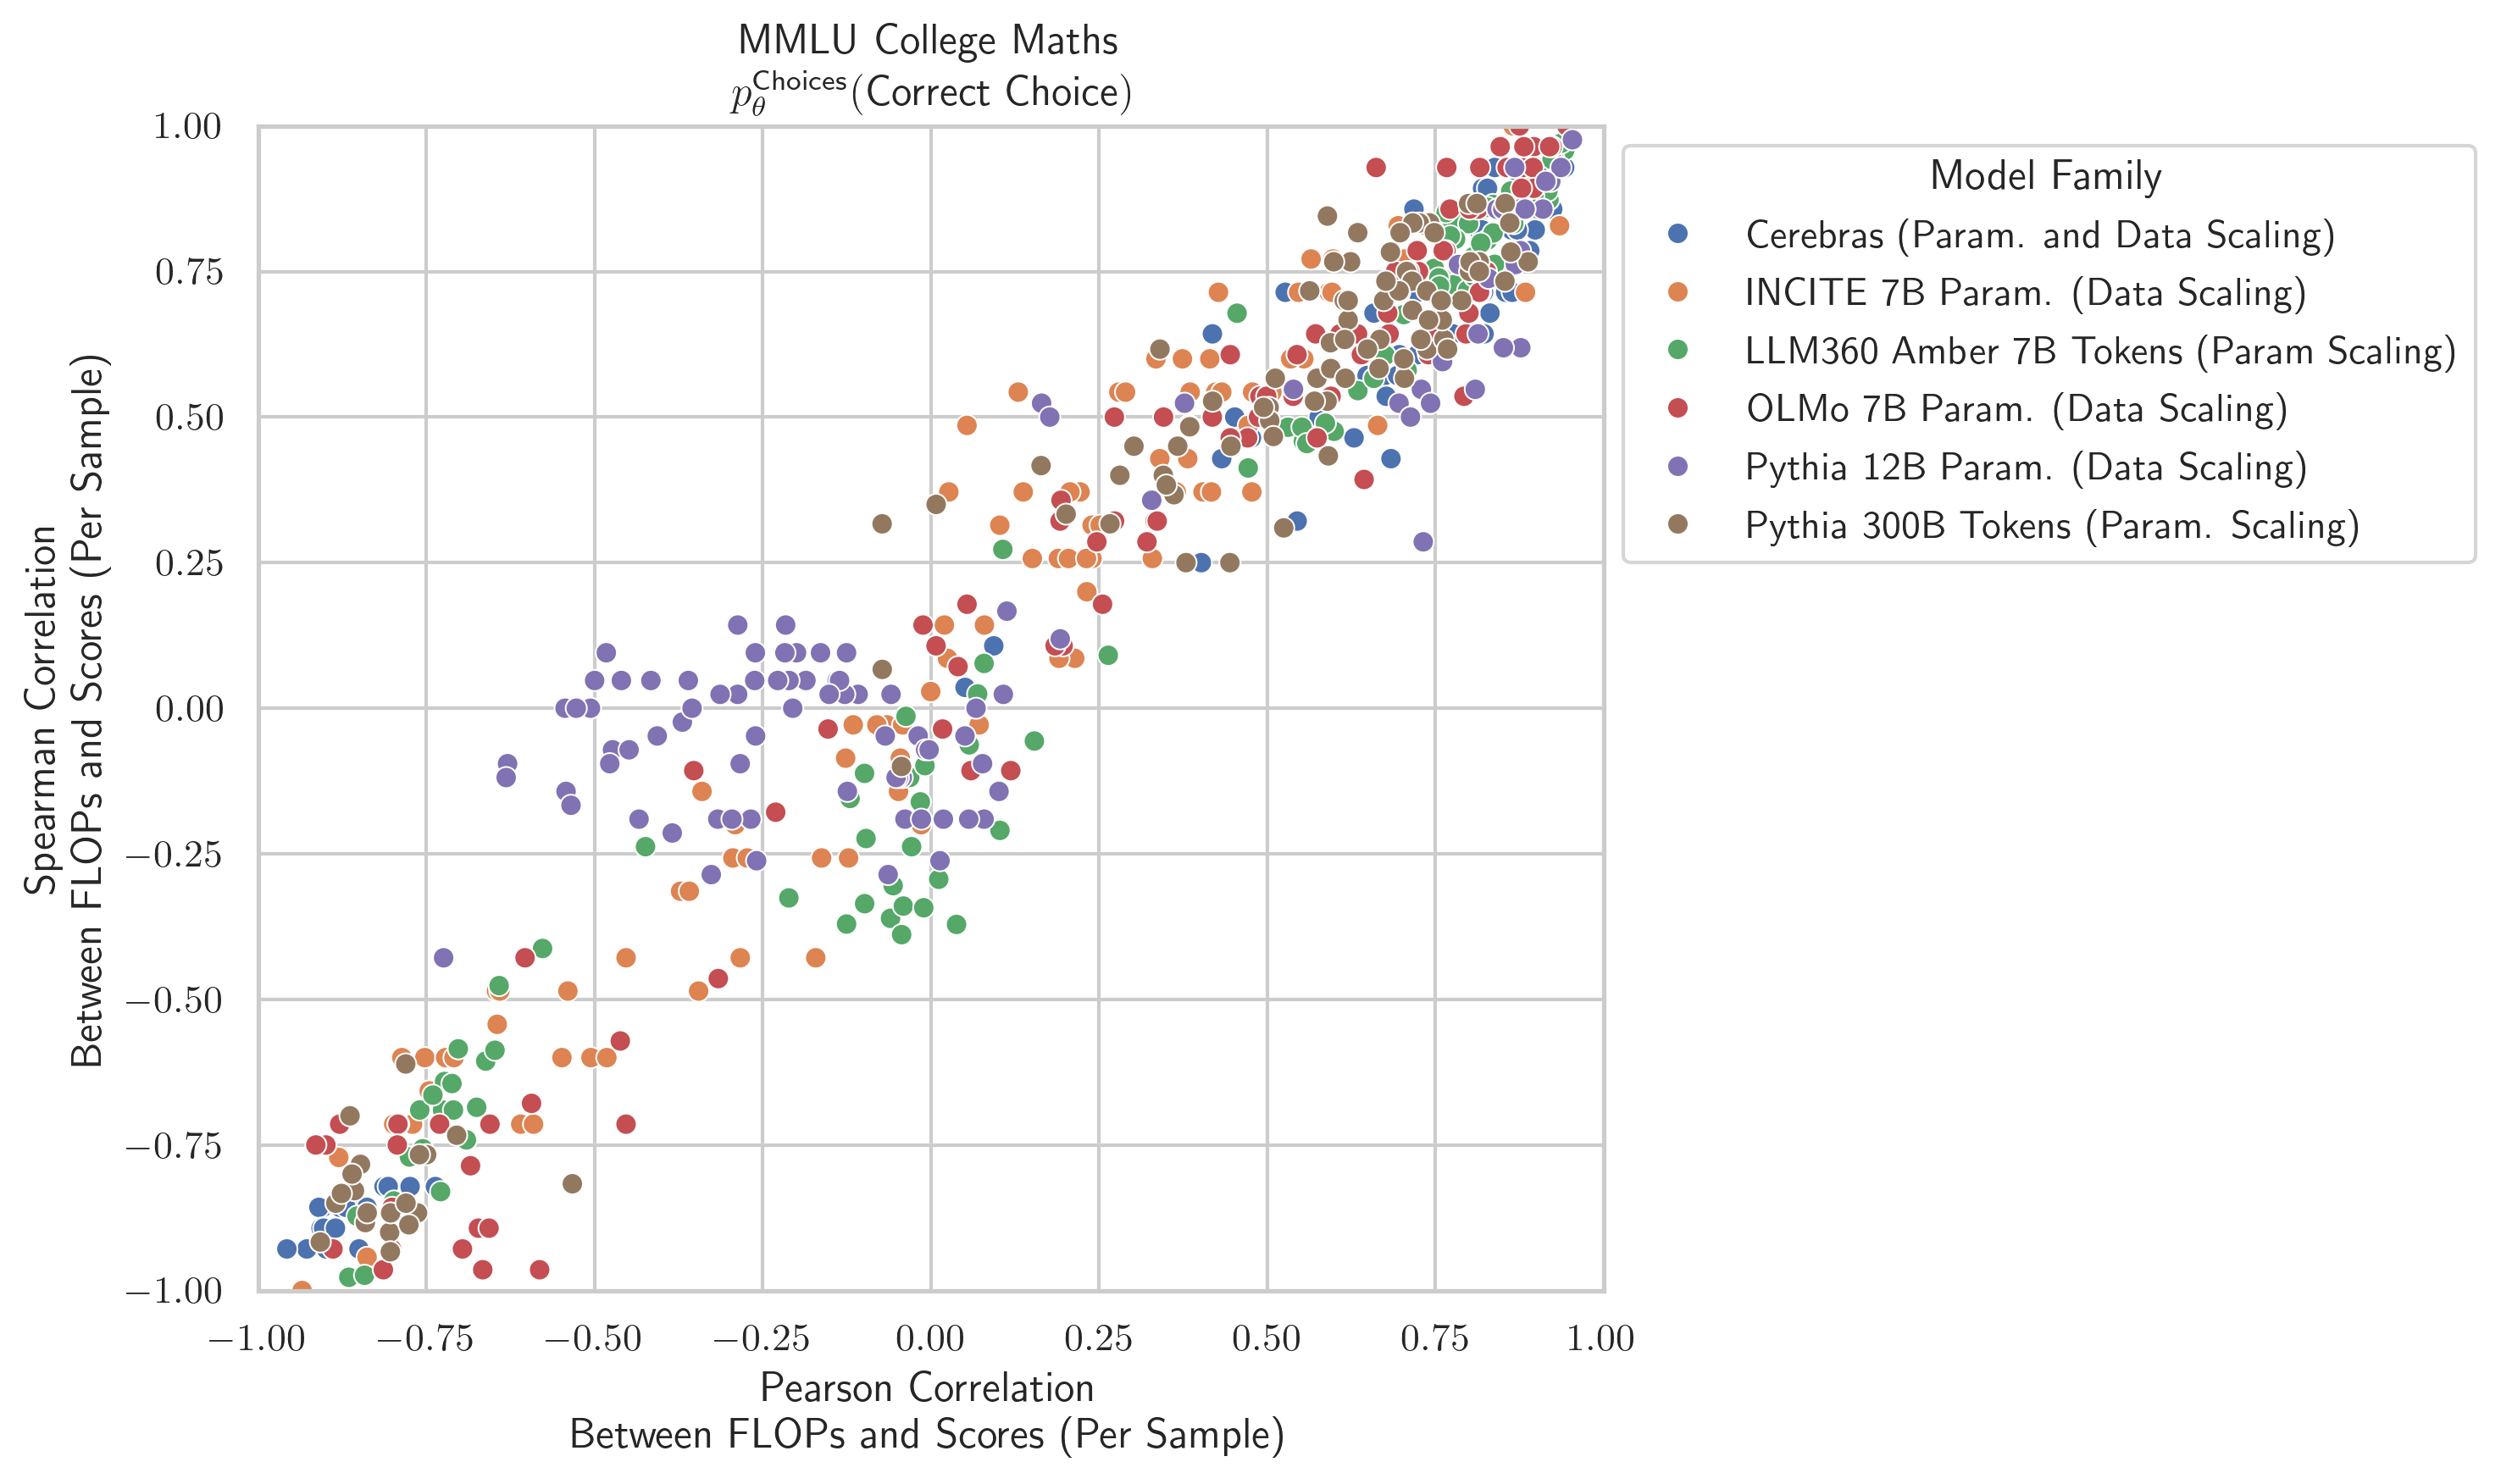 MMLU College Maths
p_θ^Choices(Correct Choice)
1.00
0.75
0.50
0.25
0.00
−0.25
−0.50
−0.75
−1.00
Spearman Correlation
Between FLOPs and Scores (Per Sample)
−1.00 −0.75 −0.50 −0.25 0.00 0.25 0.50 0.75 1.00
Pearson Correlation
Between FLOPs and Scores (Per Sample)
Model Family
Cerebras (Param. and Data Scaling)
INCITE 7B Param. (Data Scaling)
LLM360 Amber 7B Tokens (Param Scaling)
OLMo 7B Param. (Data Scaling)
Pythia 12B Param. (Data Scaling)
Pythia 300B Tokens (Param. Scaling)